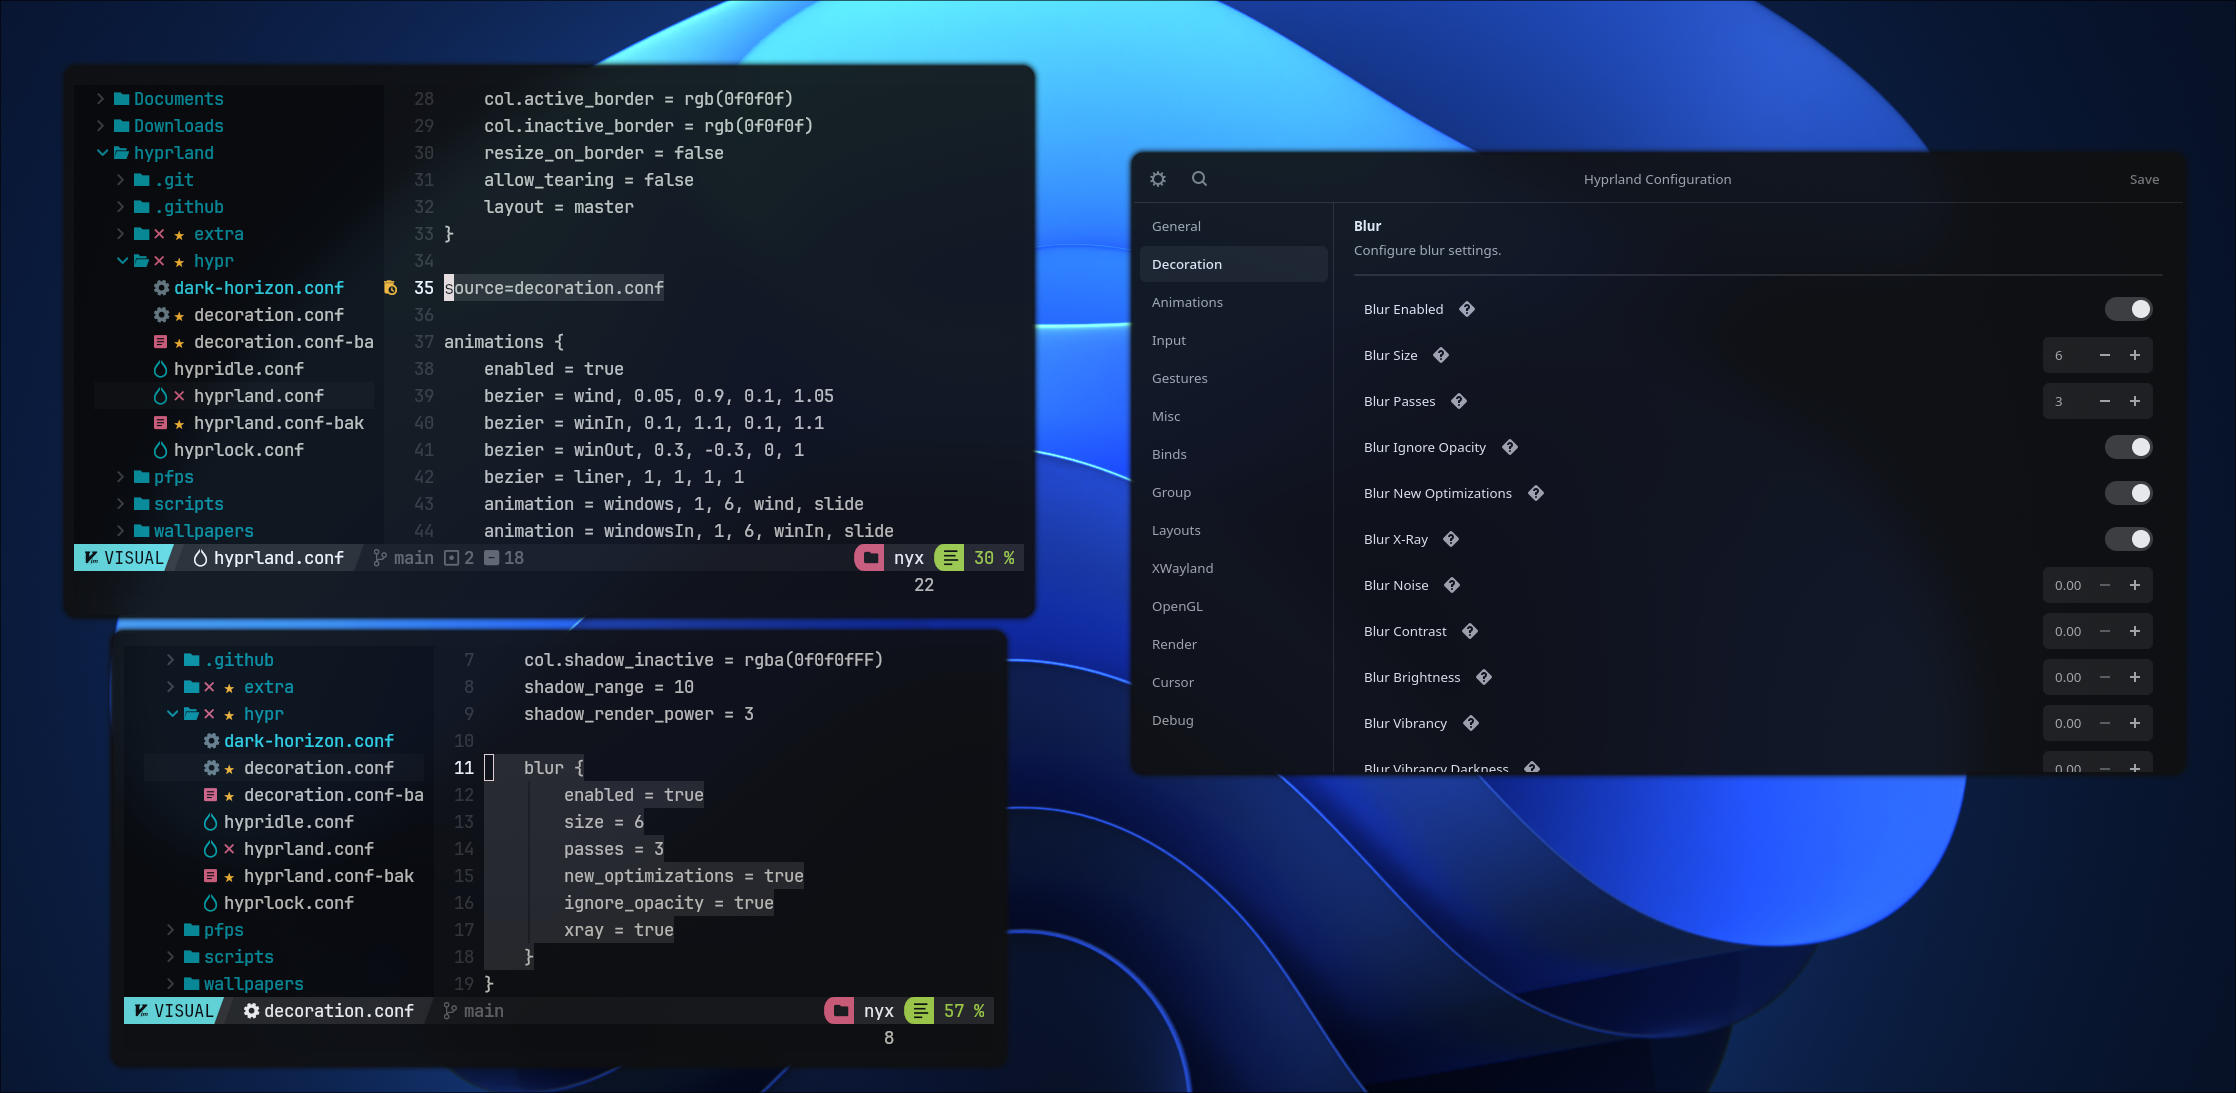 Documents
Downloads
hyprland
.git
.github
extra
hypr
dark-horizon.conf
decoration.conf
decoration.conf-ba
hypridle.conf
hyprland.conf
hyprland.conf-bak
hyprlock.conf
pfps
scripts
wallpapers
28 col.active_border = rgb(0f0f0f)
29 col.inactive_border = rgb(0f0f0f)
30 resize_on_border = false
31 allow_tearing = false
32 layout = master
33 }
34
35 source=decoration.conf
36
37 animations {
38 enabled = true
39 bezier = wind, 0.05, 0.9, 0.1, 1.05
40 bezier = winIn, 0.1, 1.1, 0.1, 1.1
41 bezier = winOut, 0.3, -0.3, 0, 1
42 bezier = liner, 1, 1, 1, 1
43 animation = windows, 1, 6, wind, slide
44 animation = windowsIn, 1, 6, winIn, slide
VISUAL hyprland.conf main 2 18 nyx 30 %
22
.github
extra
hypr
dark-horizon.conf
decoration.conf
decoration.conf-ba
hypridle.conf
hyprland.conf
hyprland.conf-bak
hyprlock.conf
pfps
scripts
wallpapers
7 col.shadow_inactive = rgba(0f0f0fFF)
8 shadow_range = 10
9 shadow_render_power = 3
10
11 blur {
12 enabled = true
13 size = 6
14 passes = 3
15 new_optimizations = true
16 ignore_opacity = true
17 xray = true
18 }
19 }
VISUAL decoration.conf main nyx 57 %
8
Hyprland Configuration
Save
General
Decoration
Animations
Input
Gestures
Misc
Binds
Group
Layouts
XWayland
OpenGL
Render
Cursor
Debug
Blur
Configure blur settings.
Blur Enabled
Blur Size 6 − +
Blur Passes 3 − +
Blur Ignore Opacity
Blur New Optimizations
Blur X-Ray
Blur Noise 0.00 − +
Blur Contrast 0.00 − +
Blur Brightness 0.00 − +
Blur Vibrancy 0.00 − +
Blur Vibrancy Darkness 0.00 − +